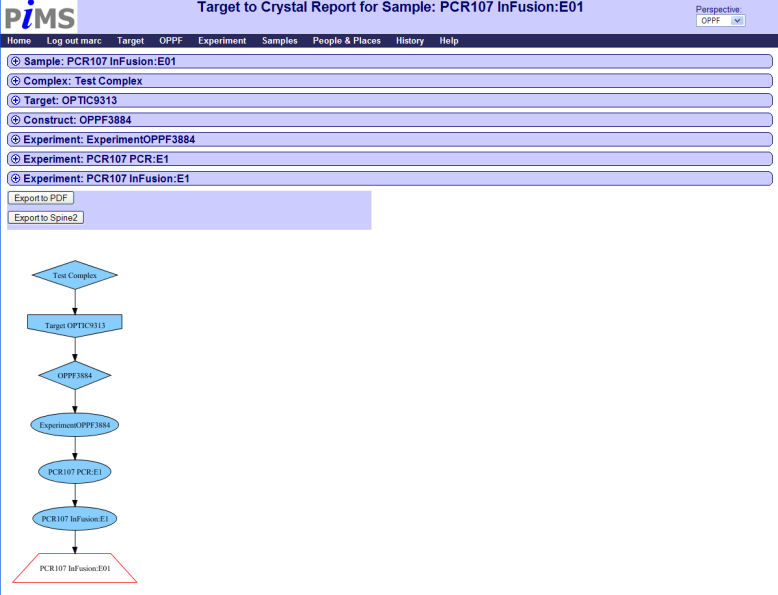 PiMS
Target to Crystal Report for Sample: PCR107 InFusion:E01
Perspective:
OPPF
Home Log out marc Target OPPF Experiment Samples People & Places History Help
Sample: PCR107 InFusion:E01
Complex: Test Complex
Target: OPTIC9313
Construct: OPPF3884
Experiment: ExperimentOPPF3884
Experiment: PCR107 PCR:E1
Experiment: PCR107 InFusion:E1
Export to PDF
Export to Spine2
Test Complex
Target OPTIC9313
OPPF3884
ExperimentOPPF3884
PCR107 PCR:E1
PCR107 InFusion:E1
PCR107 InFusion:E01